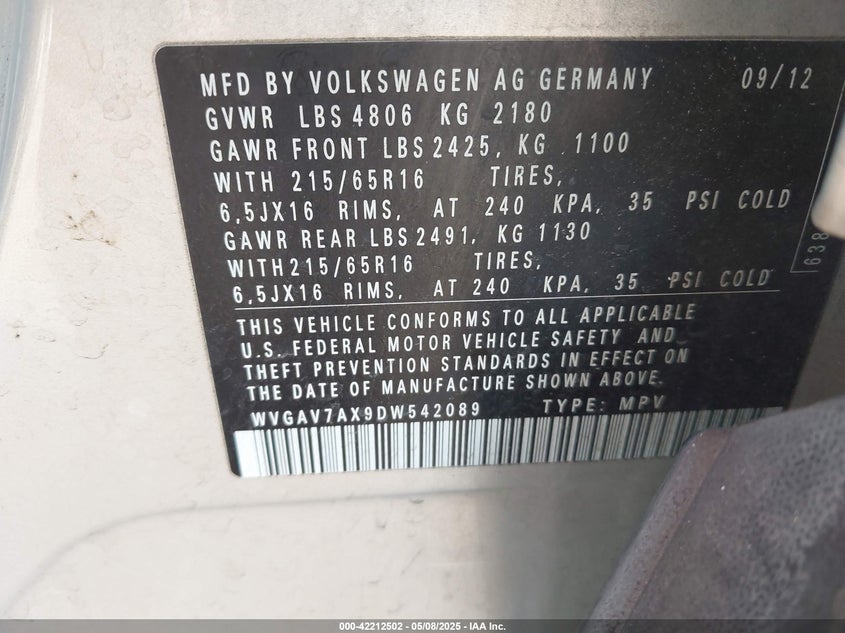 MFD BY VOLKSWAGEN AG GERMANY 09/12
GVWR LBS 4806 KG 2180
GAWR FRONT LBS 2425, KG 1100
WITH 215/65R16 TIRES,
6,5JX16 RIMS, AT 240 KPA, 35 PSI COLD
GAWR REAR LBS 2491, KG 1130
WITH 215/65R16 TIRES,
6,5JX16 RIMS, AT 240 KPA, 35 PSI COLD
THIS VEHICLE CONFORMS TO ALL APPLICABLE
U.S. FEDERAL MOTOR VEHICLE SAFETY AND
THEFT PREVENTION STANDARDS IN EFFECT ON
THE DATE OF MANUFACTURE SHOWN ABOVE.
WVGAV7AX9DW542089 TYPE: MPV
638
000-42212502 - 05/08/2025 - IAA Inc.